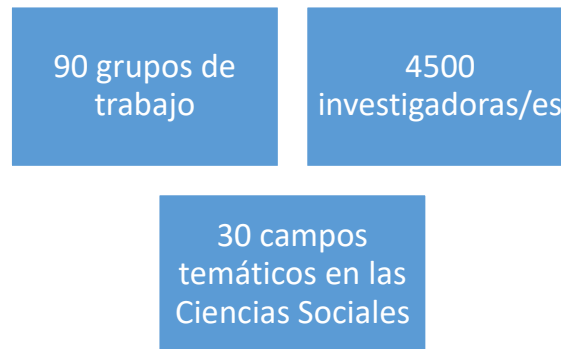 90 grupos de
trabajo
4500
investigadoras/es
30 campos
temáticos en las
Ciencias Sociales